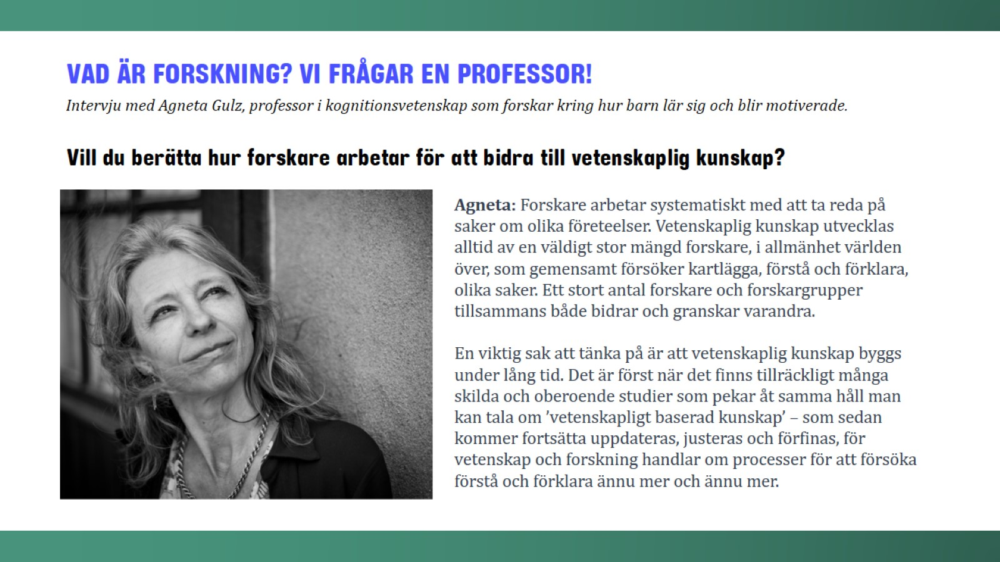 VAD ÄR FORSKNING? VI FRÅGAR EN PROFESSOR!
Intervju med Agneta Gulz, professor i kognitionsvetenskap som forskar kring hur barn lär sig och blir motiverade.
Vill du berätta hur forskare arbetar för att bidra till vetenskaplig kunskap?
Agneta: Forskare arbetar systematiskt med att ta reda på
saker om olika företeelser. Vetenskaplig kunskap utvecklas
alltid av en väldigt stor mängd forskare, i allmänhet världen
över, som gemensamt försöker kartlägga, förstå och förklara,
olika saker. Ett stort antal forskare och forskargrupper
tillsammans både bidrar och granskar varandra.
En viktig sak att tänka på är att vetenskaplig kunskap byggs
under lång tid. Det är först när det finns tillräckligt många
skilda och oberoende studier som pekar åt samma håll man
kan tala om ’vetenskapligt baserad kunskap’ – som sedan
kommer fortsätta uppdateras, justeras och förfinas, för
vetenskap och forskning handlar om processer för att försöka
förstå och förklara ännu mer och ännu mer.